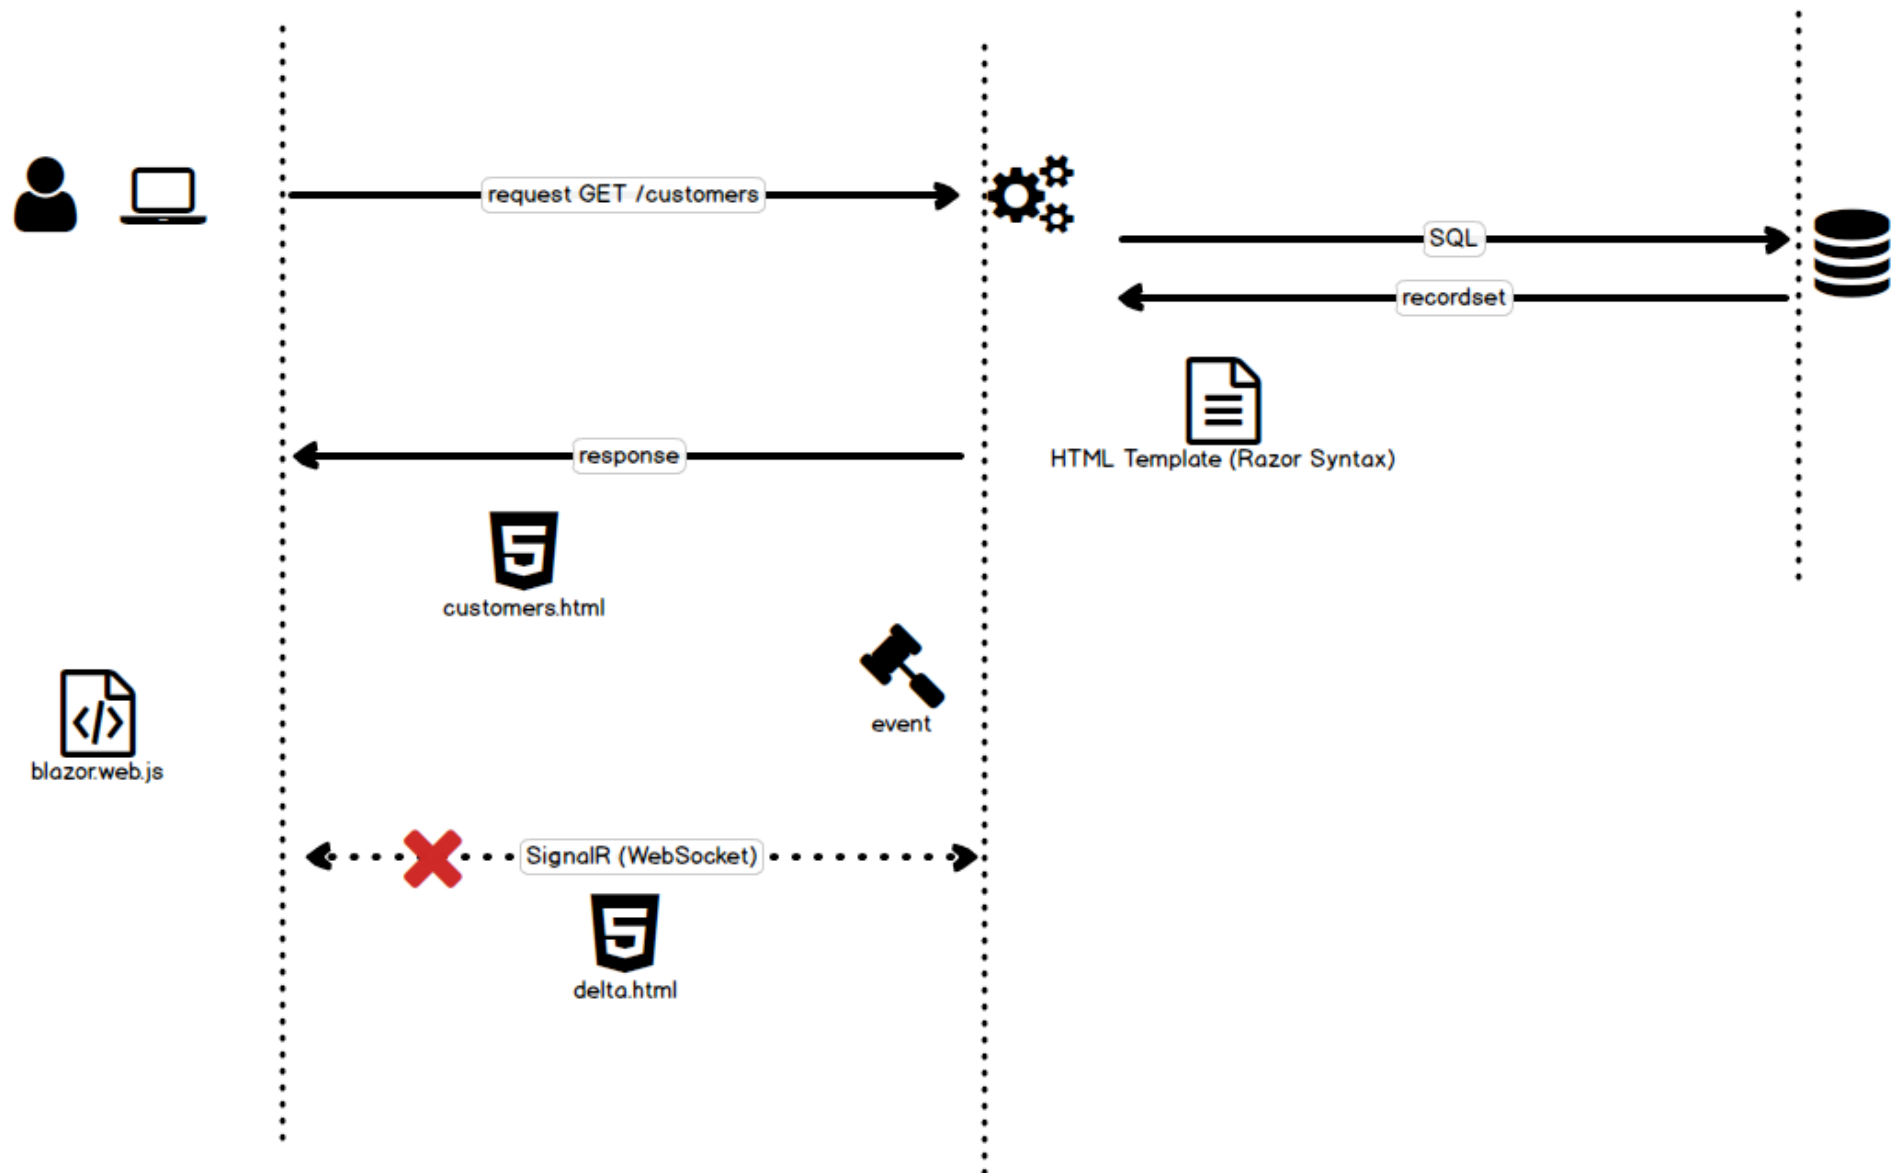 request GET /customers
SQL
recordset
response
HTML Template (Razor Syntax)
customers.html
event
blazor.web.js
SignalR (WebSocket)
delta.html